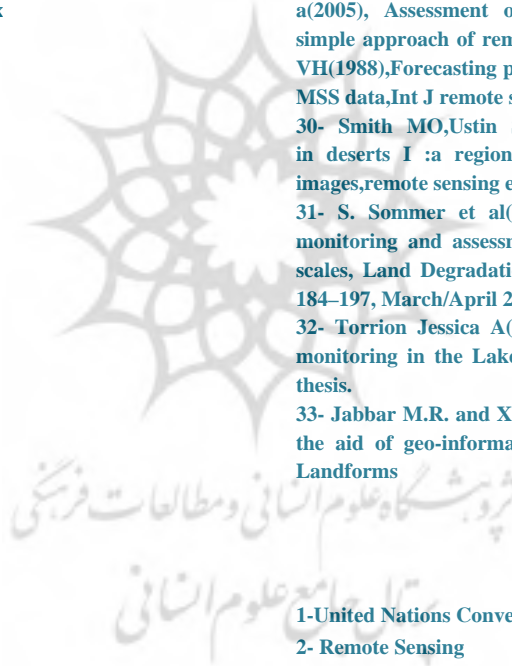 x
a(2005), Assessment o
simple approach of rem
VH(1988),Forecasting p
MSS data,Int J remote s
30- Smith MO,Ustin
in deserts I :a region
images,remote sensing e
31- S. Sommer et al(
monitoring and assessm
scales, Land Degradati
184–197, March/April 2
32- Torrion Jessica A(
monitoring in the Lake
thesis.
33- Jabbar M.R. and X
the aid of geo-informa
Landforms
پژوهشگاه علوم انسانی و مطالعات فرهنگی
پرتال جامع علوم انسانی
1-United Nations Conve
2- Remote Sensing